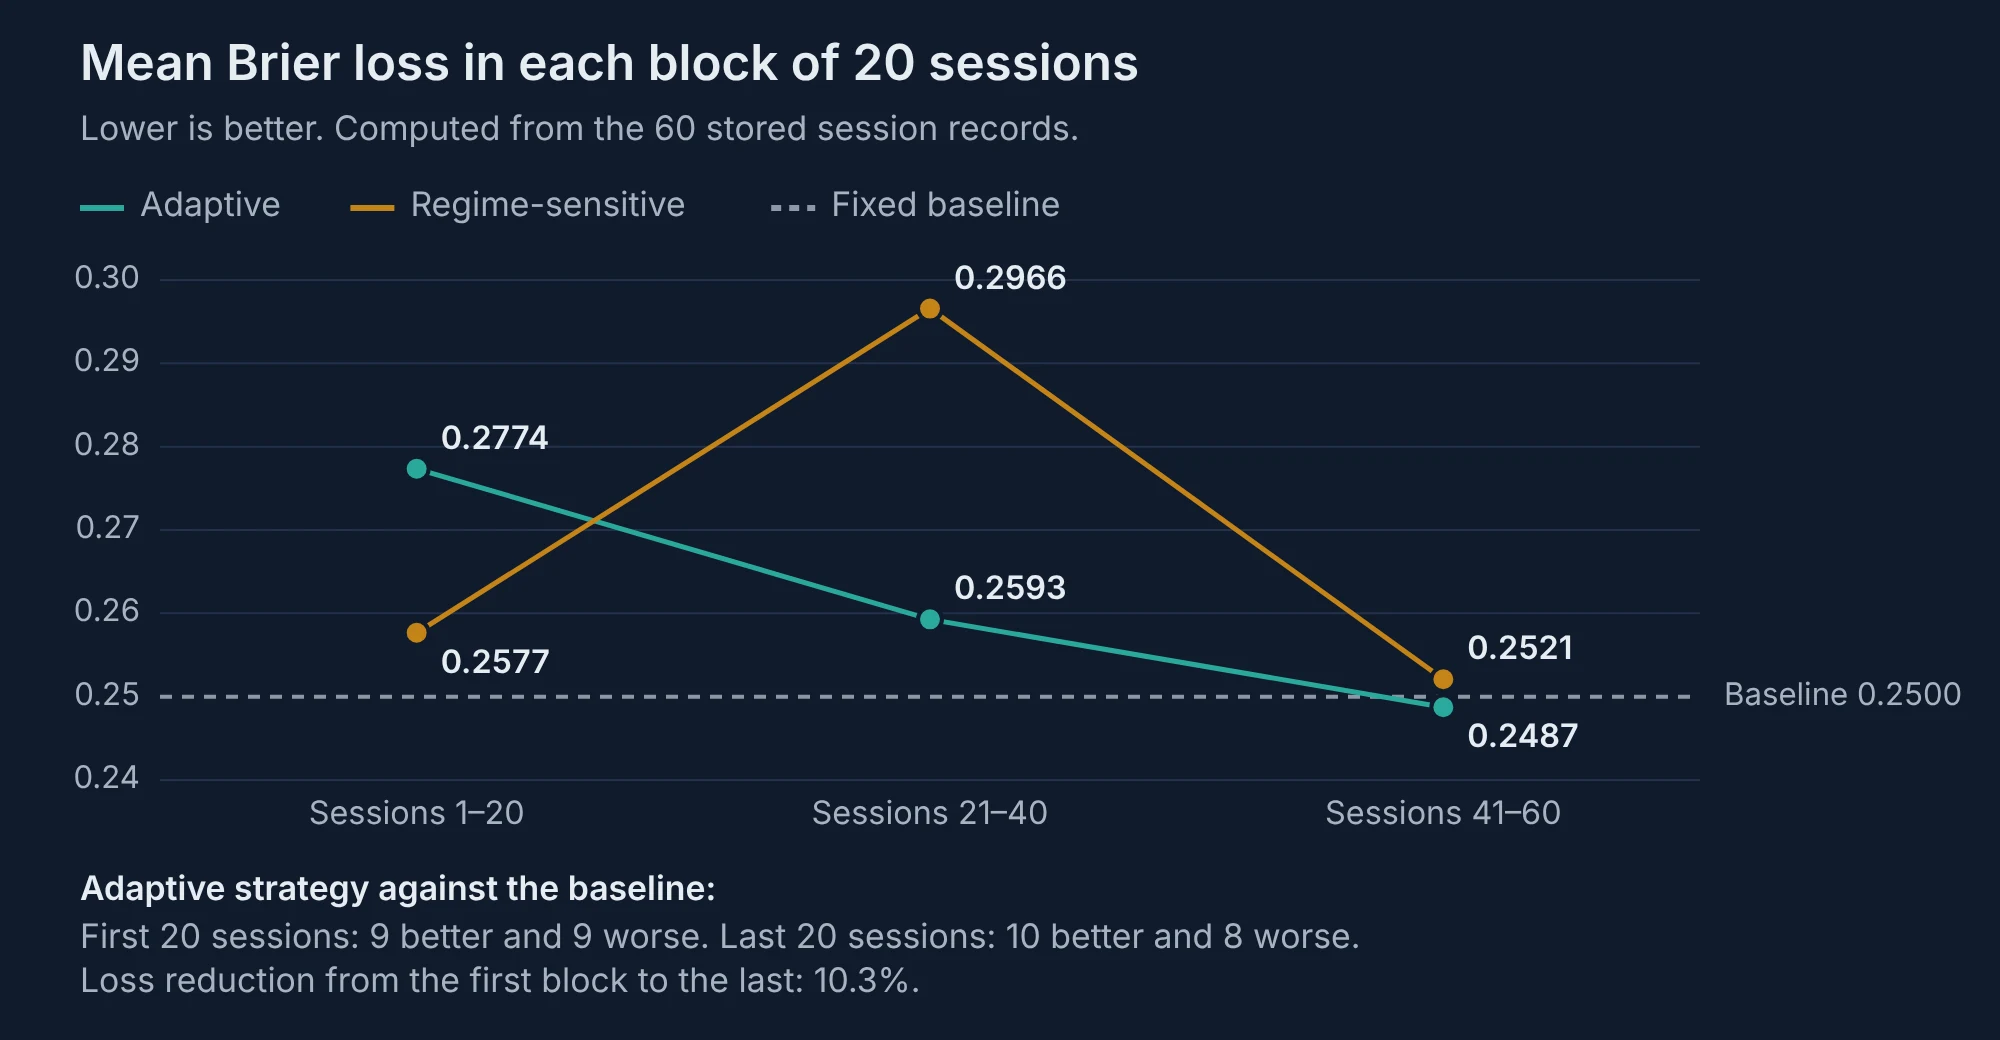 Mean Brier loss in each block of 20 sessions
Lower is better. Computed from the 60 stored session records.
Adaptive
Regime-sensitive
Fixed baseline
0.30
0.2966
0.29
0.28
0.2774
0.27
0.26
0.2593
0.2577
0.2521
0.25
Baseline 0.2500
0.2487
0.24
Sessions 1–20
Sessions 21–40
Sessions 41–60
Adaptive strategy against the baseline:
First 20 sessions: 9 better and 9 worse. Last 20 sessions: 10 better and 8 worse.
Loss reduction from the first block to the last: 10.3%.